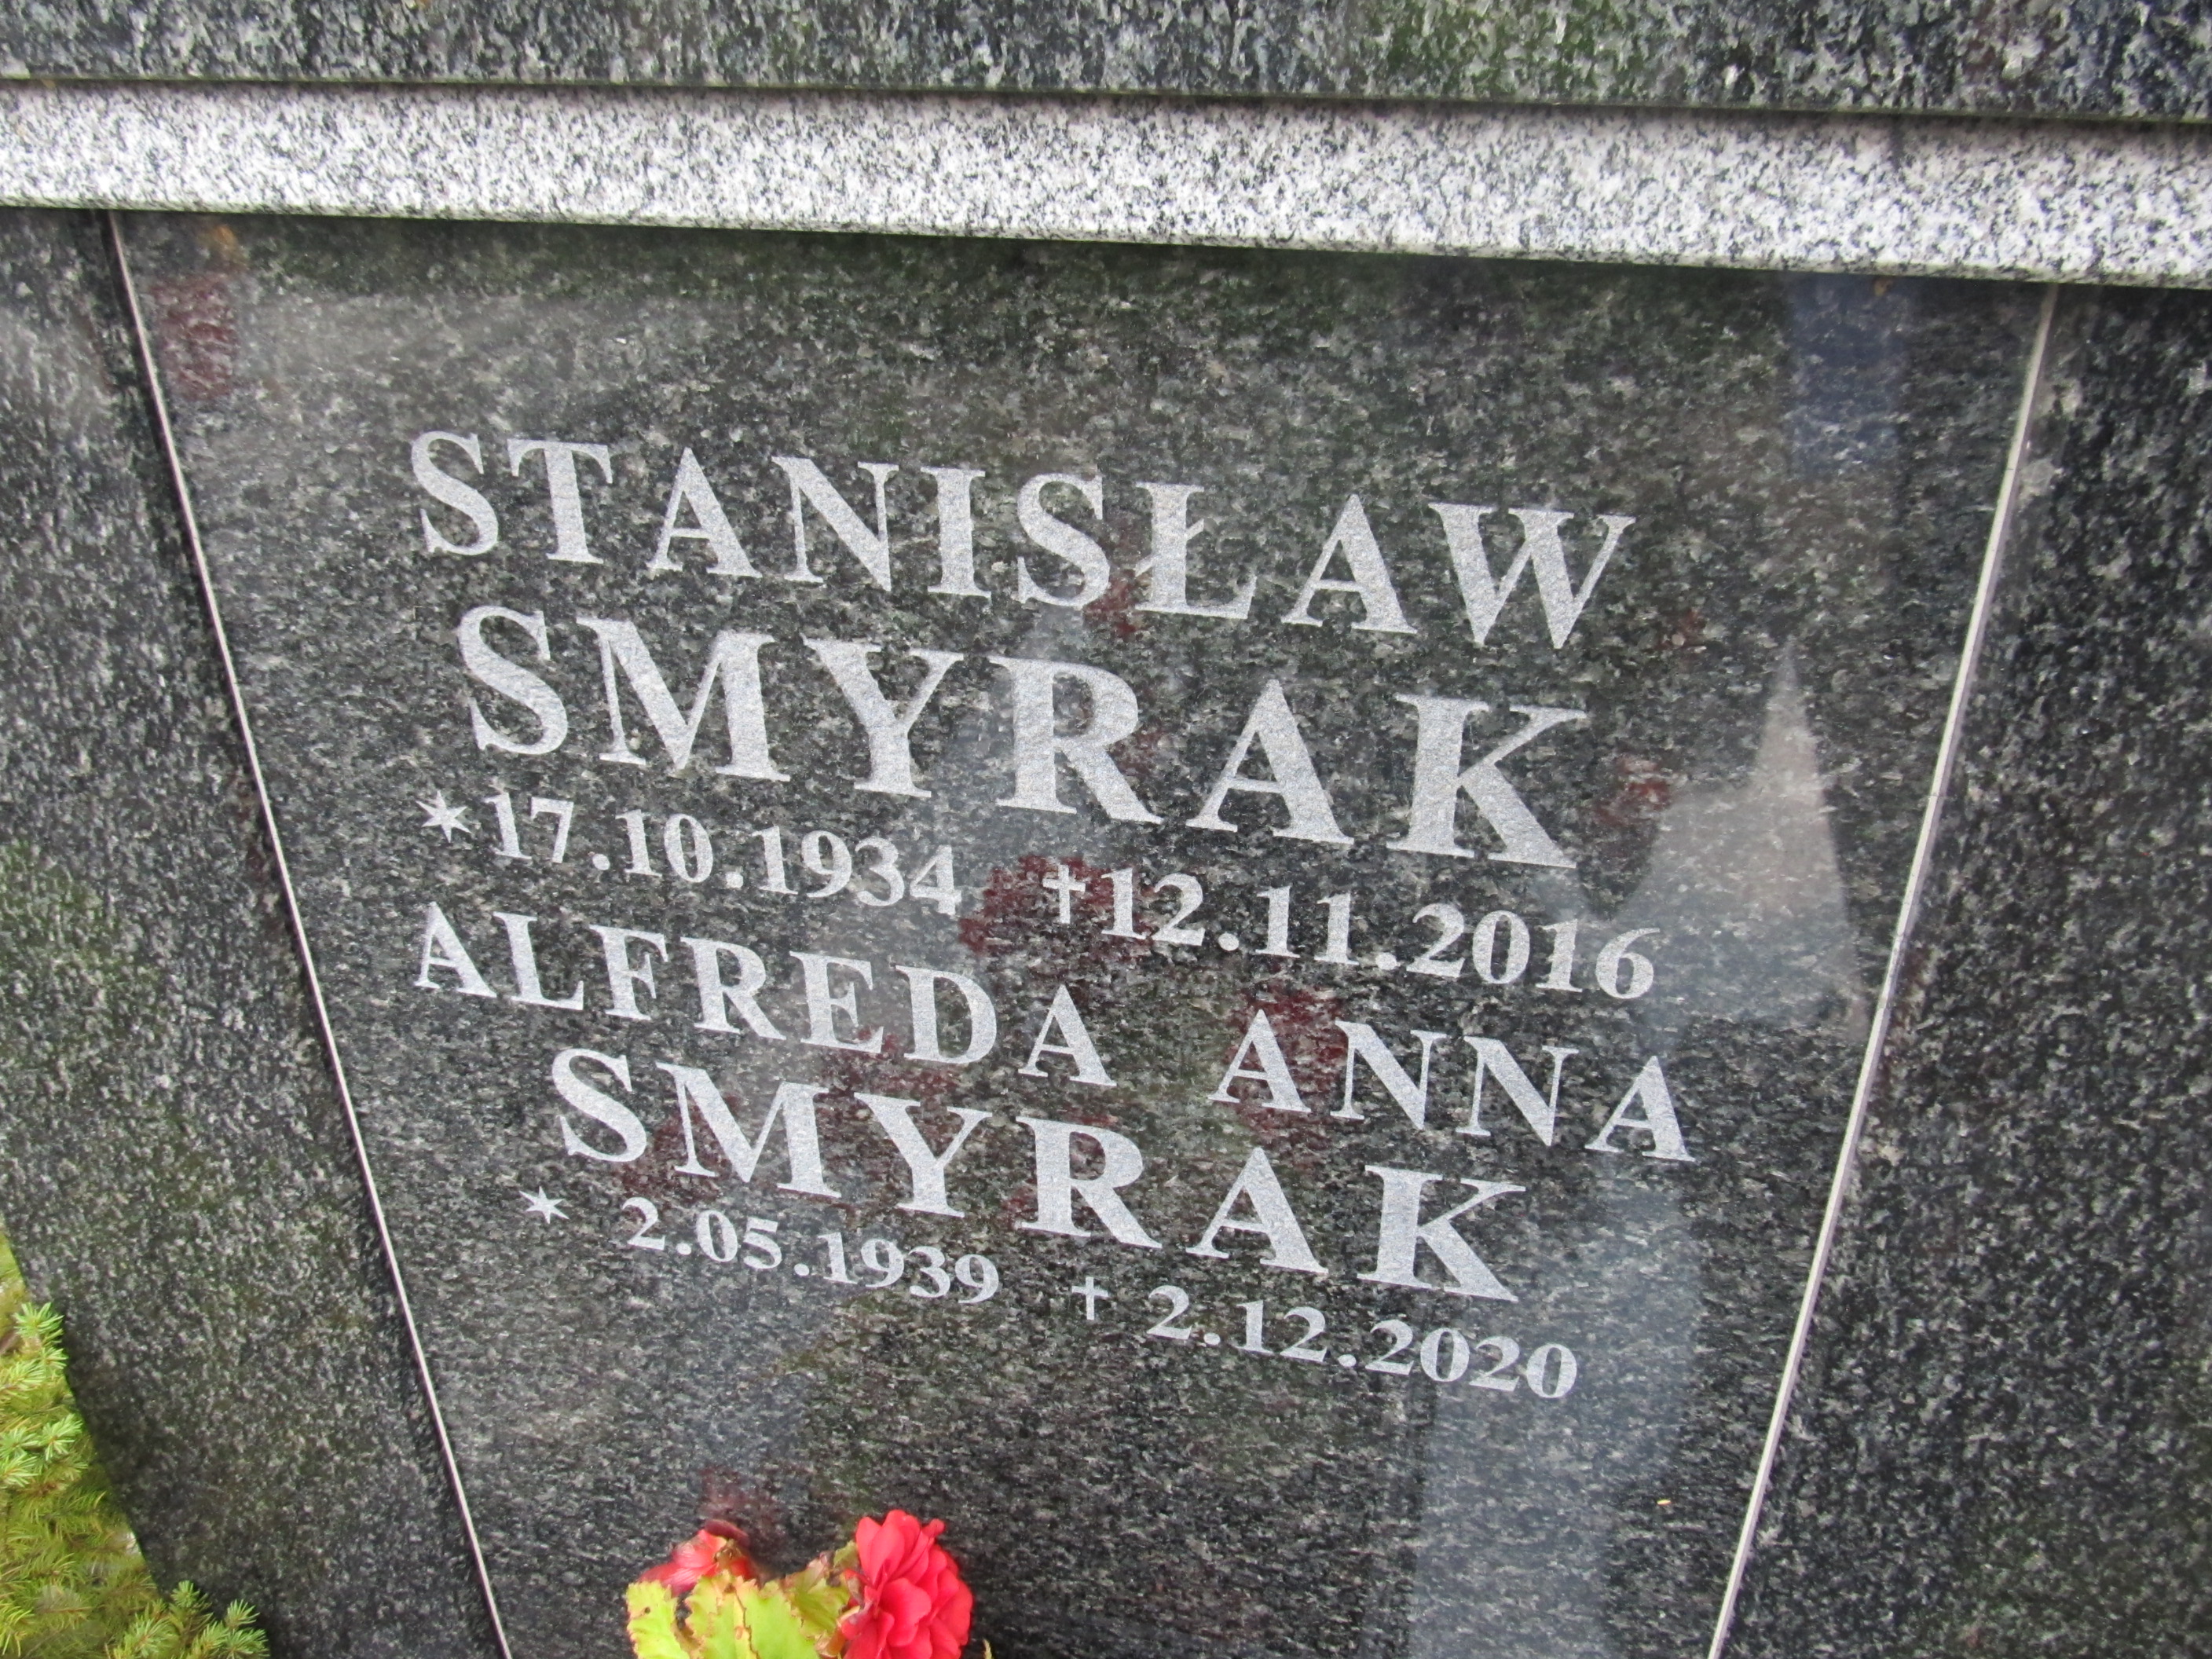 STANISŁAW
SMYRAK
*17.10.1934 †12.11.2016
ALFREDA ANNA
SMYRAK
* 2.05.1939 † 2.12.2020